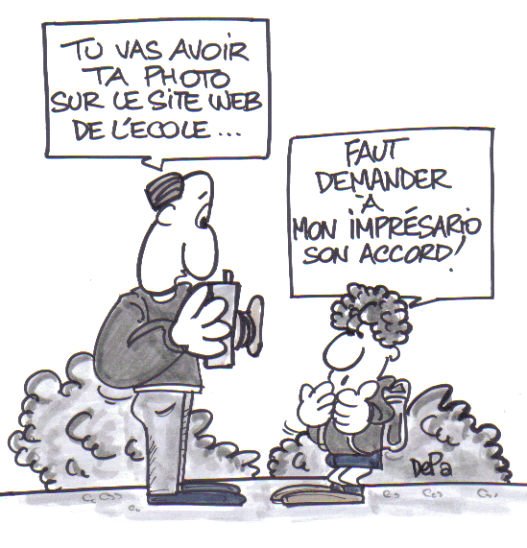 TU VAS AVOIR
TA PHOTO
SUR LE SITE WEB
DE L'ECOLE...
FAUT
DEMANDER
À
MON IMPRÉSARIO
SON ACCORD!
DePa